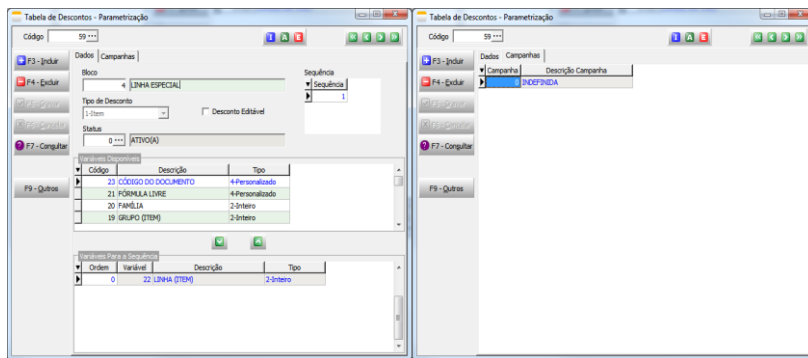 Tabela de Descontos - Parametrização
Código 59 ...
I A E
F3 - Incluir
F4 - Excluir
F7 - Consultar
F9 - Outros
Dados Campanhas
Bloco
4 LINHA ESPECIAL
Tipo de Desconto
1-Item
Desconto Editável
Status
0 ... ATIVO(A)
Sequência
Sequência
1
Variáveis Disponíveis
Código Descrição Tipo
23 CÓDIGO DO DOCUMENTO 4-Personalizado
21 FÓRMULA LIVRE 4-Personalizado
20 FAMÍLIA 2-Inteiro
19 GRUPO (ITEM) 2-Inteiro
Variáveis Para a Sequência
Ordem Variável Descrição Tipo
0 22 LINHA (ITEM) 2-Inteiro
Tabela de Descontos - Parametrização
Código 59 ...
I A E
F3 - Incluir
F4 - Excluir
F7 - Consultar
F9 - Outros
Dados Campanhas
Campanha Descrição Campanha
0 INDEFINIDA